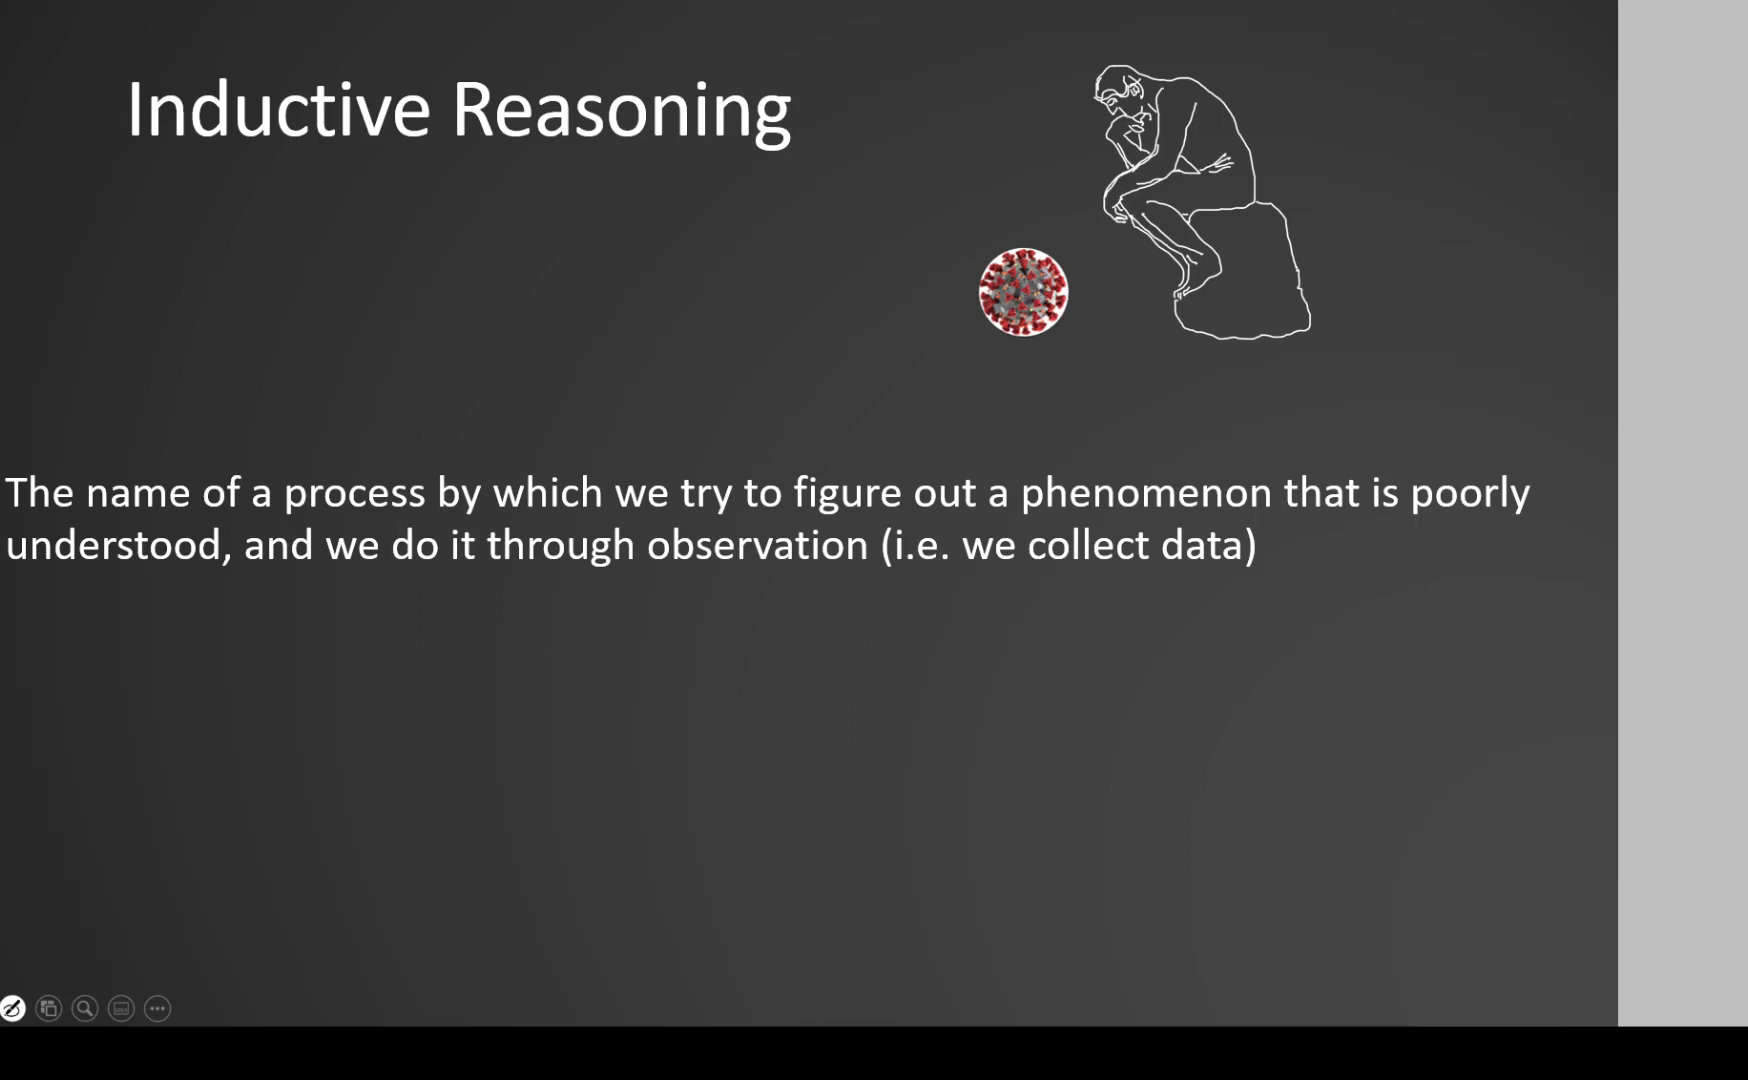 Inductive Reasoning
The name of a process by which we try to figure out a phenomenon that is poorly
understood, and we do it through observation (i.e. we collect data)